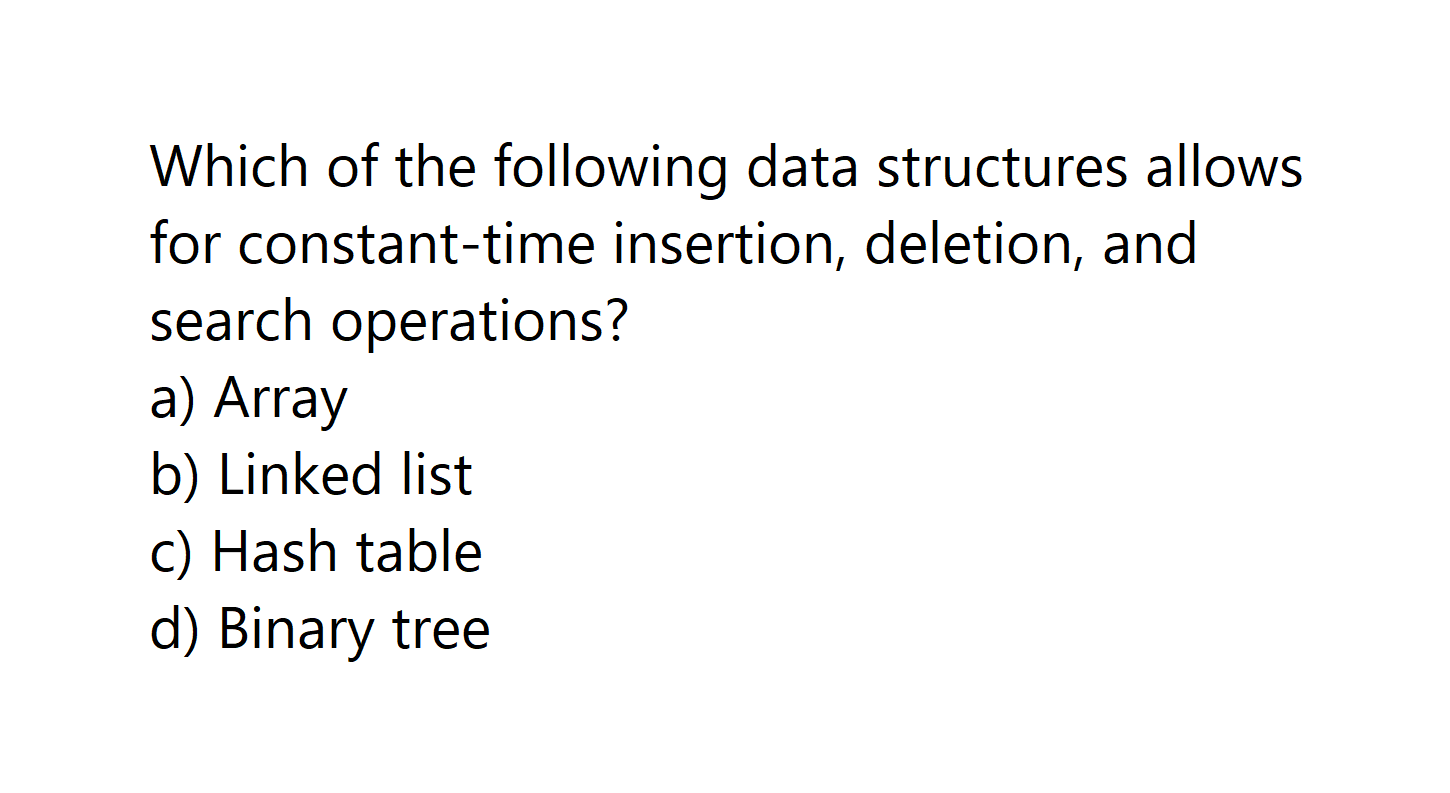 Which of the following data structures allows
for constant-time insertion, deletion, and
search operations?
a) Array
b) Linked list
c) Hash table
d) Binary tree